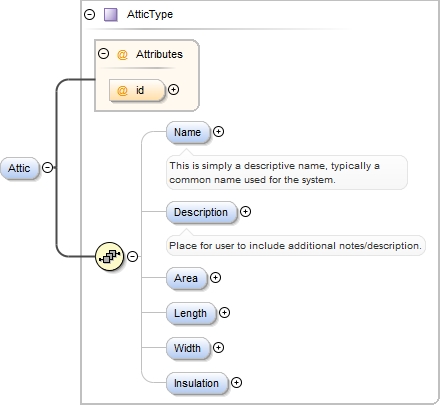 AtticType
@ Attributes
@ id
Name
This is simply a descriptive name, typically a
common name used for the system.
Attic
Description
Place for user to include additional notes/description.
Area
Length
Width
Insulation